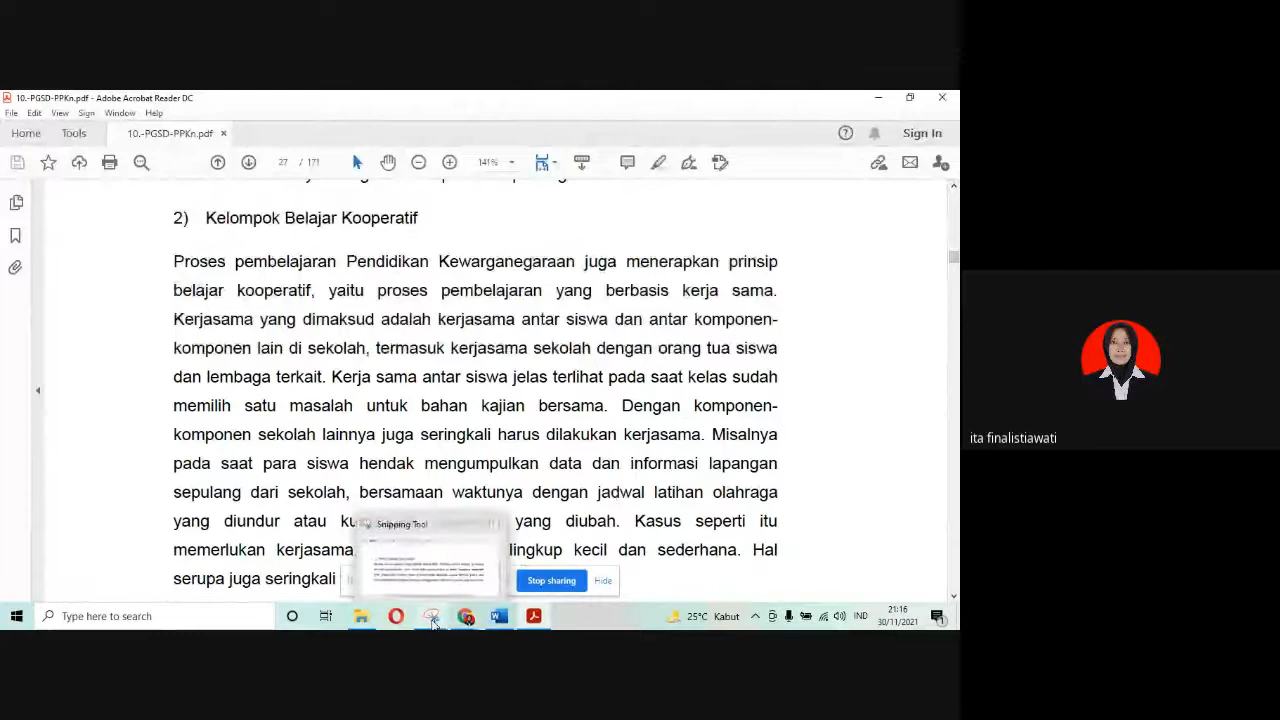 10.-PGSD-PPKn.pdf - Adobe Acrobat Reader DC
File Edit View Sign Window Help
Home Tools 10.-PGSD-PPKn.pdf × Sign In
27 / 171 141%
2) Kelompok Belajar Kooperatif
Proses pembelajaran Pendidikan Kewarganegaraan juga menerapkan prinsip
belajar kooperatif, yaitu proses pembelajaran yang berbasis kerja sama.
Kerjasama yang dimaksud adalah kerjasama antar siswa dan antar komponen-
komponen lain di sekolah, termasuk kerjasama sekolah dengan orang tua siswa
dan lembaga terkait. Kerja sama antar siswa jelas terlihat pada saat kelas sudah
memilih satu masalah untuk bahan kajian bersama. Dengan komponen-
komponen sekolah lainnya juga seringkali harus dilakukan kerjasama. Misalnya
pada saat para siswa hendak mengumpulkan data dan informasi lapangan
sepulang dari sekolah, bersamaan waktunya dengan jadwal latihan olahraga
yang diundur atau yang diubah. Kasus seperti itu
memerlukan kerjasama, lingkup kecil dan sederhana. Hal
serupa juga seringkali
Snipping Tool
Stop sharing Hide
Type here to search
25°C Kabut IND
21:16
30/11/2021
ita finalistiawati